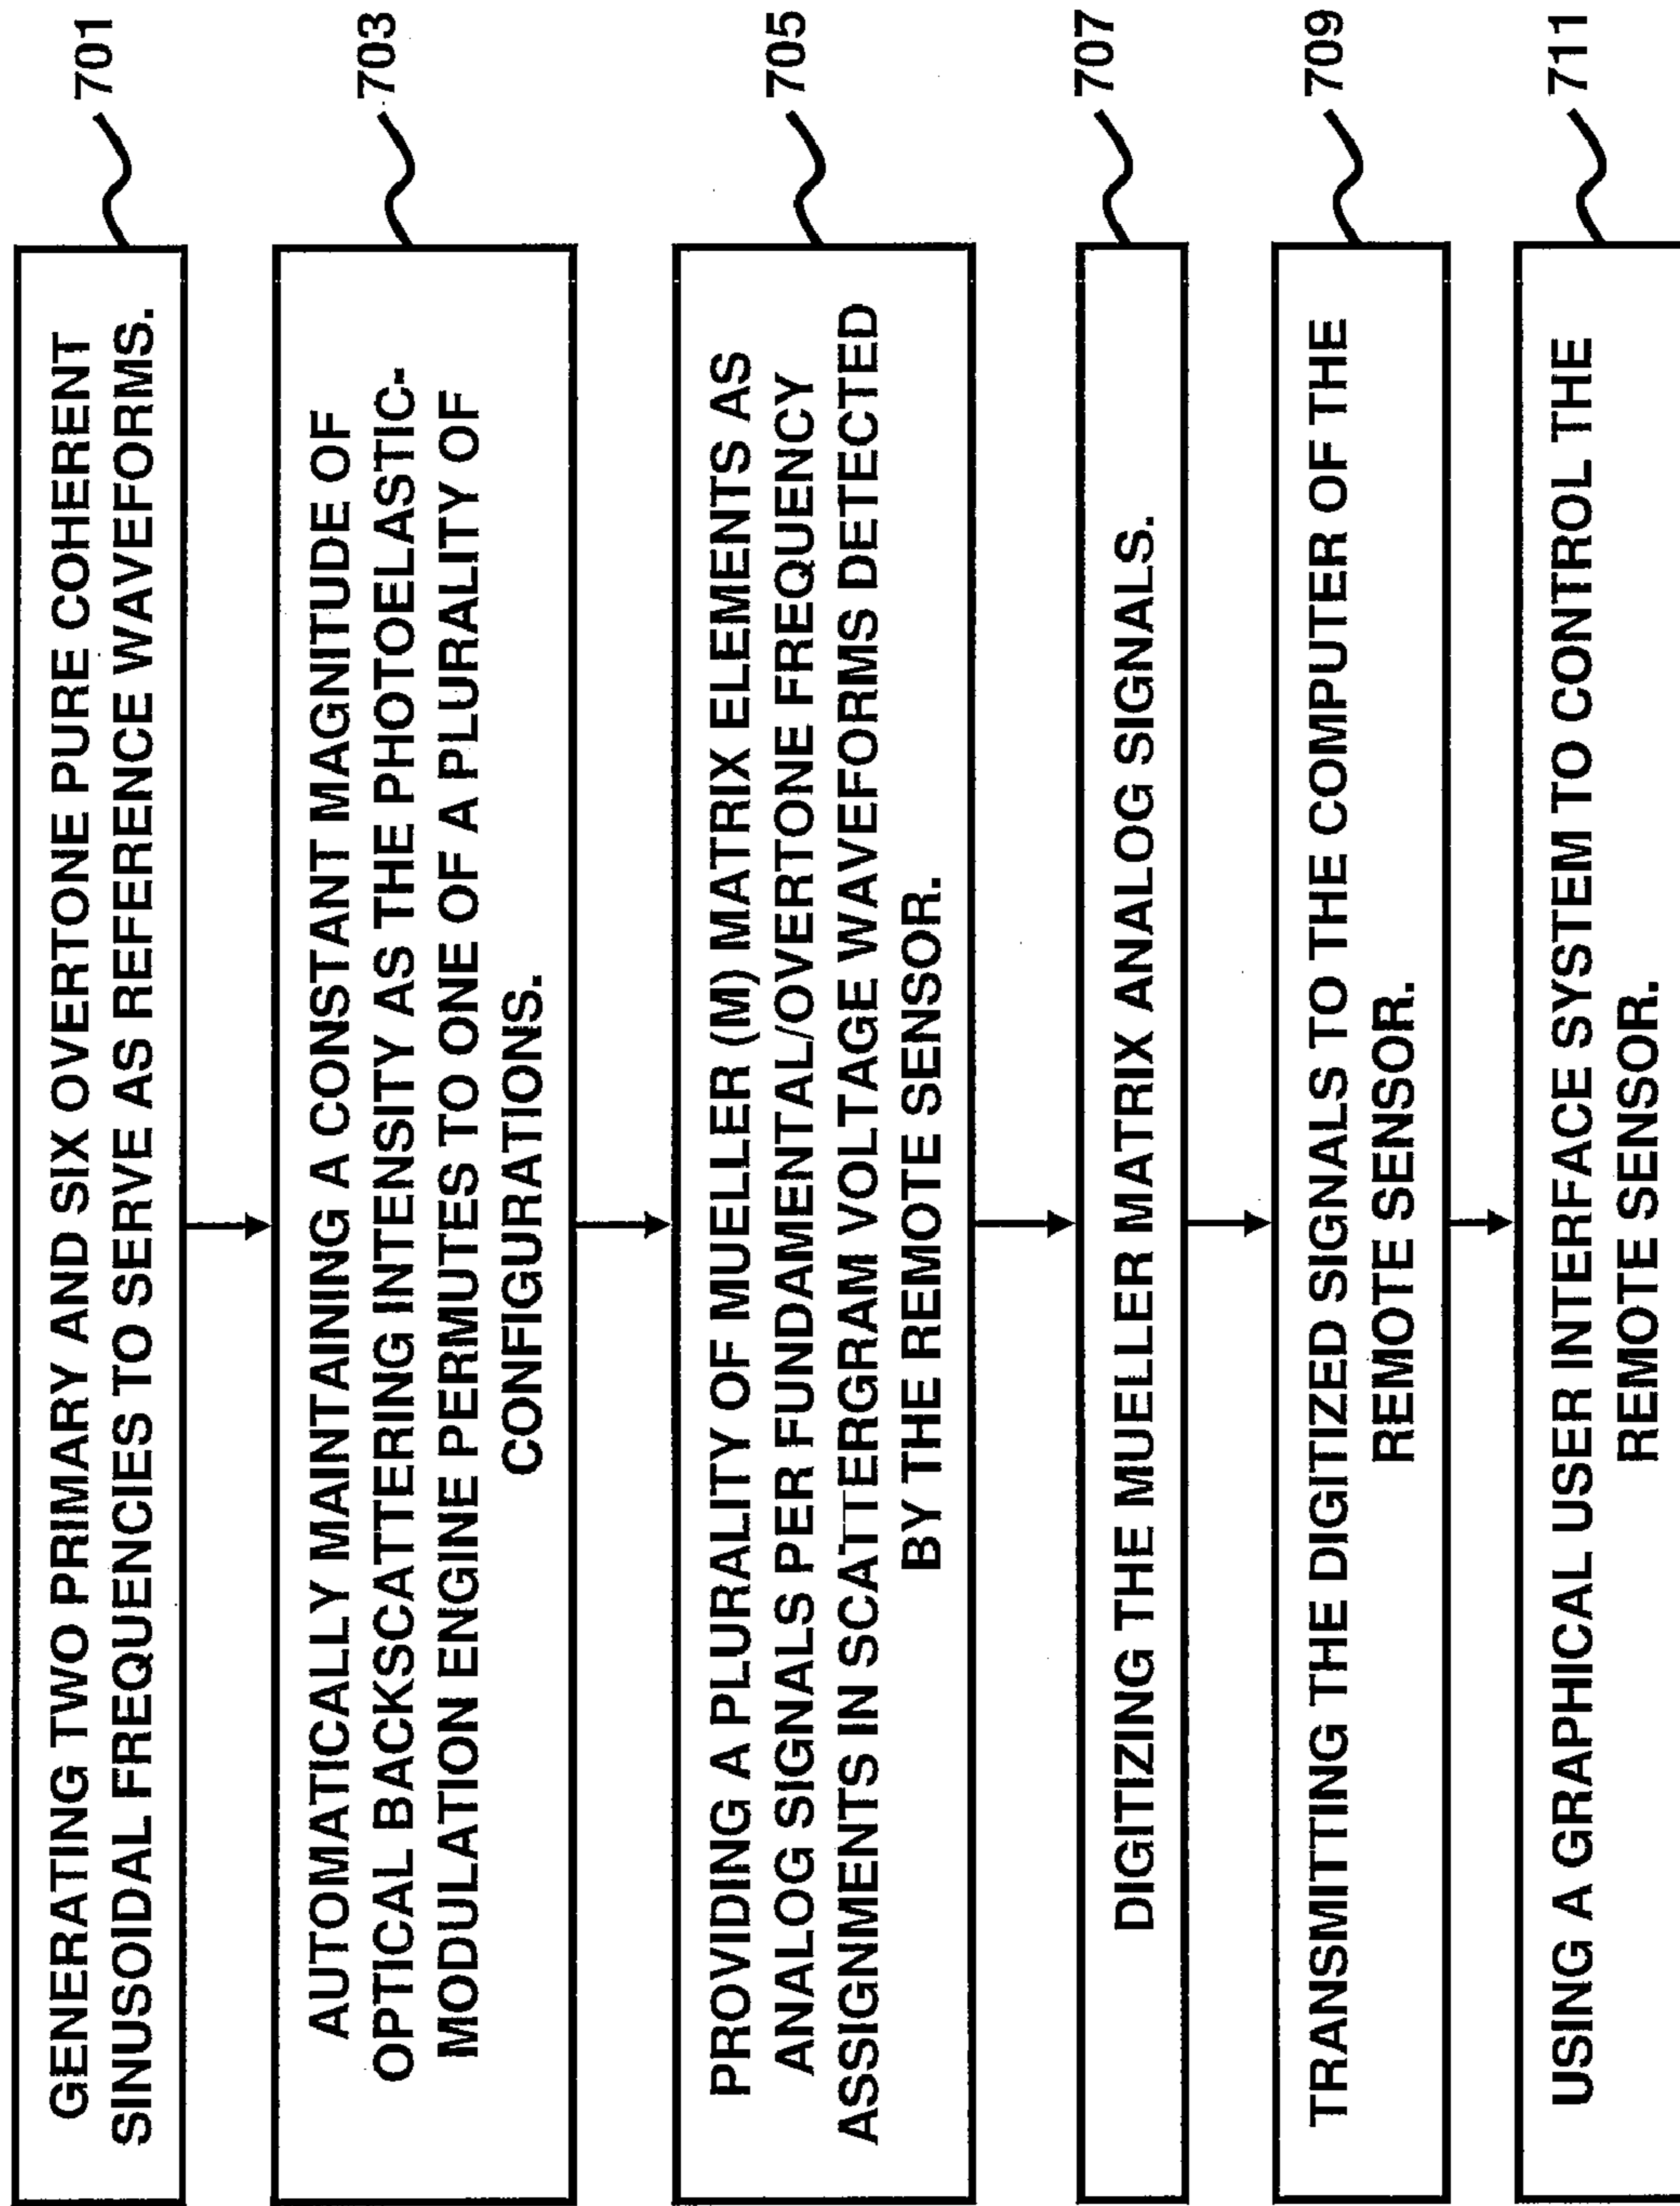 GENERATING TWO PRIMARY AND SIX OVERTONE PURE COHERENT
SINUSOIDAL FREQUENCIES TO SERVE AS REFERENCE WAVEFORMS.
701
AUTOMATICALLY MAINTAINING A CONSTANT MAGNITUDE OF
OPTICAL BACKSCATTERING INTENSITY AS THE PHOTOELASTIC-
MODULATION ENGINE PERMUTES TO ONE OF A PLURALITY OF
CONFIGURATIONS.
703
PROVIDING A PLURALITY OF MUELLER (M) MATRIX ELEMENTS AS
ANALOG SIGNALS PER FUNDAMENTAL/OVERTONE FREQUENCY
ASSIGNMENTS IN SCATTERGRAM VOLTAGE WAVEFORMS DETECTED
BY THE REMOTE SENSOR.
705
DIGITIZING THE MUELLER MATRIX ANALOG SIGNALS.
707
TRANSMITTING THE DIGITIZED SIGNALS TO THE COMPUTER OF THE
REMOTE SENSOR.
709
USING A GRAPHICAL USER INTERFACE SYSTEM TO CONTROL THE
REMOTE SENSOR.
711